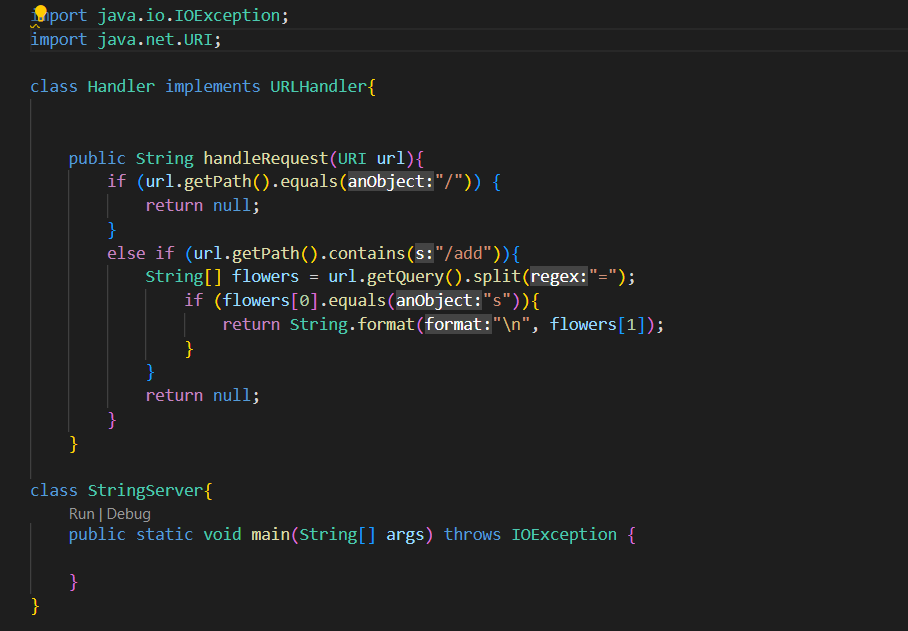 import java.io.IOException;
import java.net.URI;
class Handler implements URLHandler{
public String handleRequest(URI url){
if (url.getPath().equals(anObject:"/")) {
return null;
}
else if (url.getPath().contains(s:"/add")){
String[] flowers = url.getQuery().split(regex:"=");
if (flowers[0].equals(anObject:"s")){
return String.format(format:"\n", flowers[1]);
}
}
return null;
}
}
class StringServer{
Run | Debug
public static void main(String[] args) throws IOException {
}
}